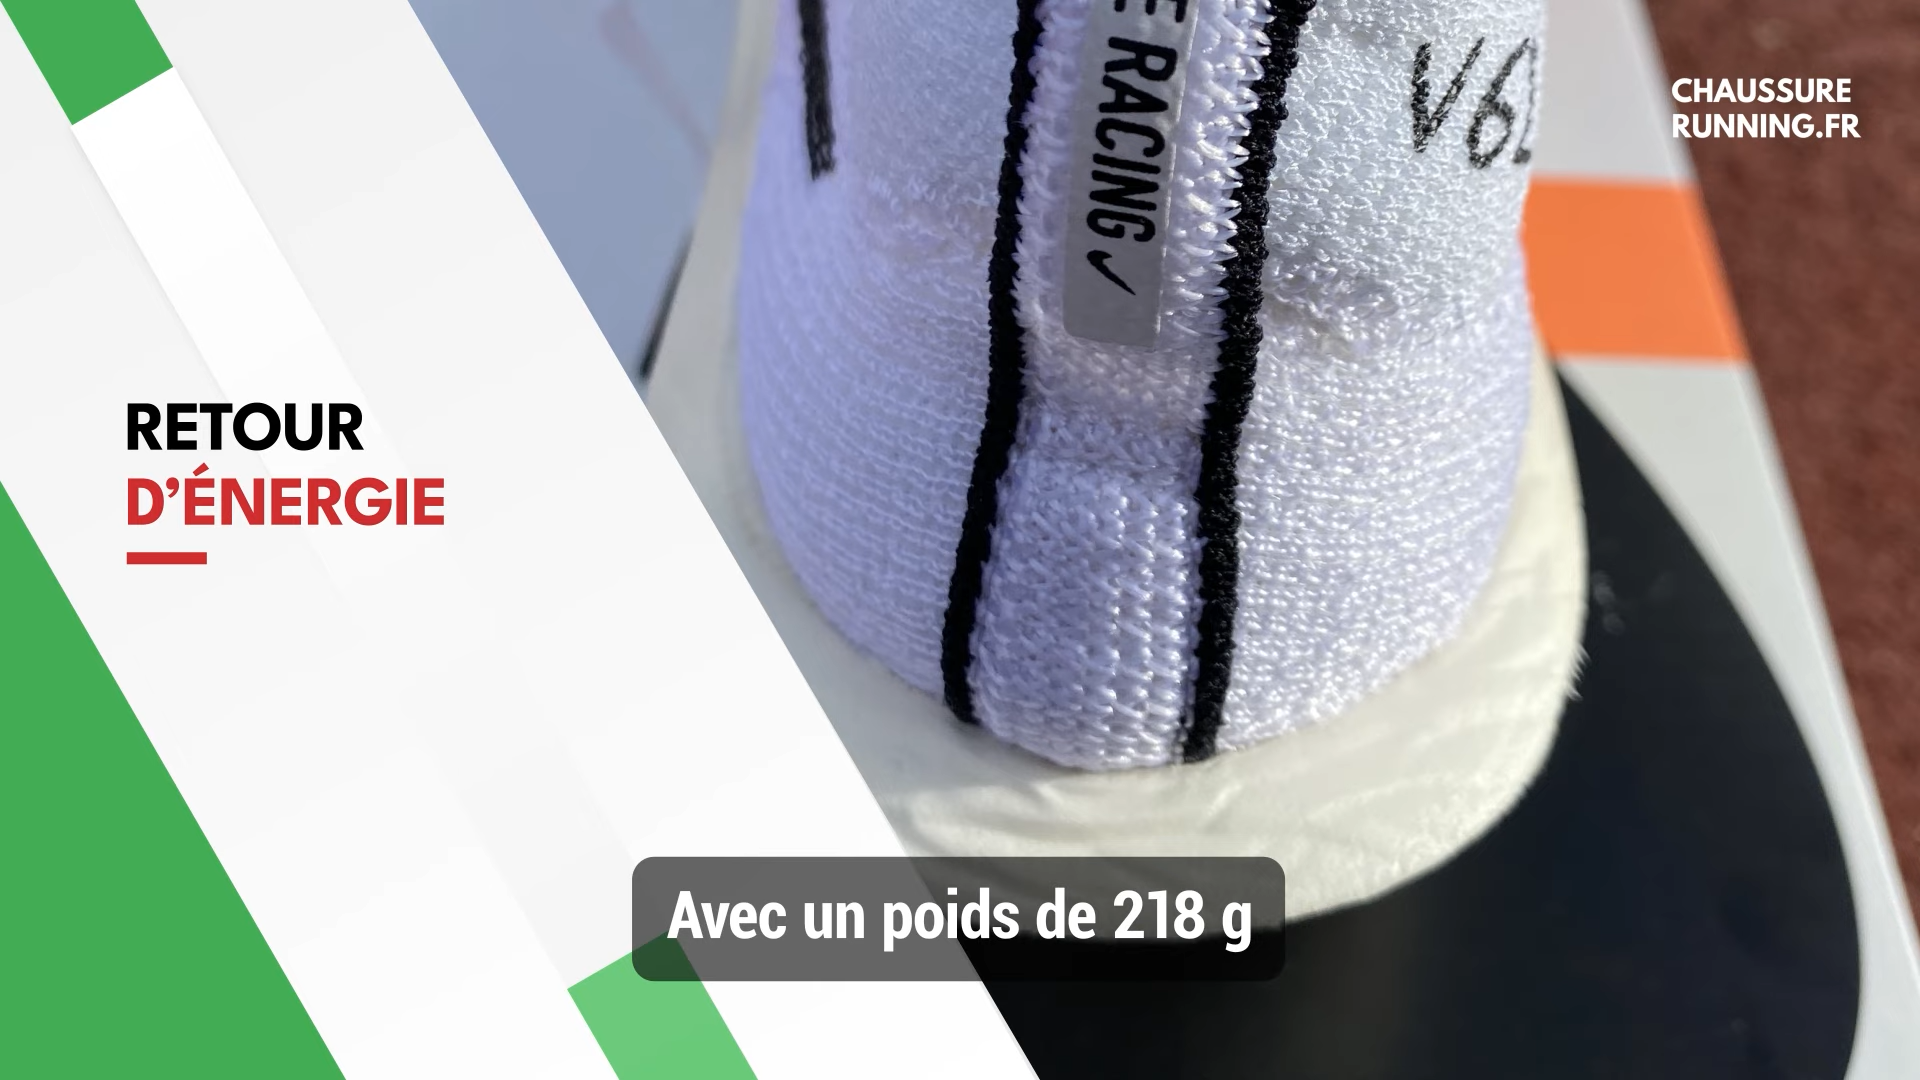 CHAUSSURE
RUNNING.FR
RACING
RETOUR
D'ÉNERGIE
Avec un poids de 218 g